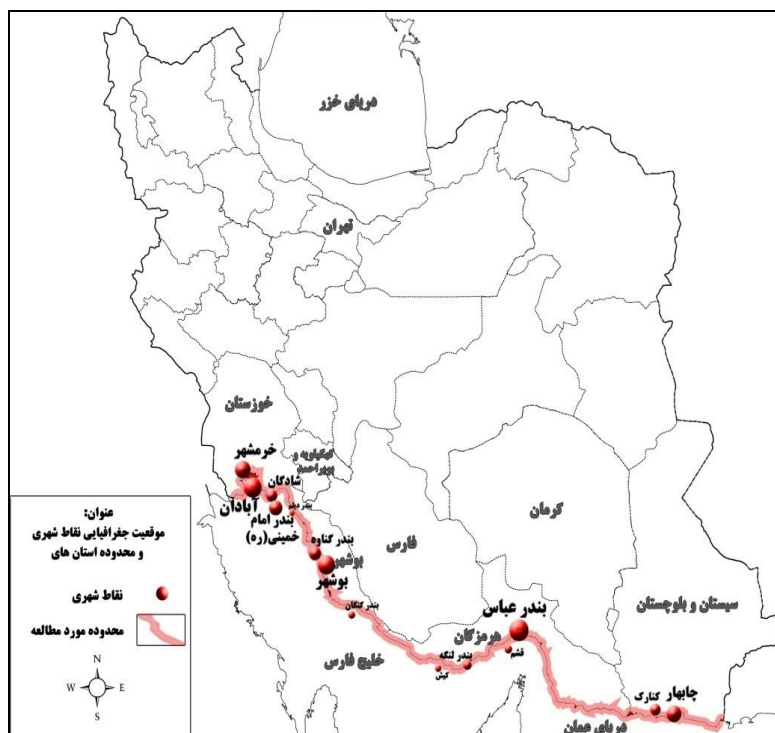 دریای خزر
تهران
خوزستان
خرمشهر
کهگیلویه و
بویراحمد
شادگان
آبادان
بندر امام
خمینی(ره)
بندر دیلم
کرمان
فارس
بندر گناوه
بوشهر
بوشهر
سیستان و بلوچستان
بندر کنگان
بندر عباس
هرمزگان
قشم
بندر لنگه
کیش
خلیج فارس
کنارک
چابهار
دریای عمان
عنوان:
موقعیت جغرافیایی نقاط شهری
و محدوده استان های
نقاط شهری
محدوده مورد مطالعه
N
W
E
S